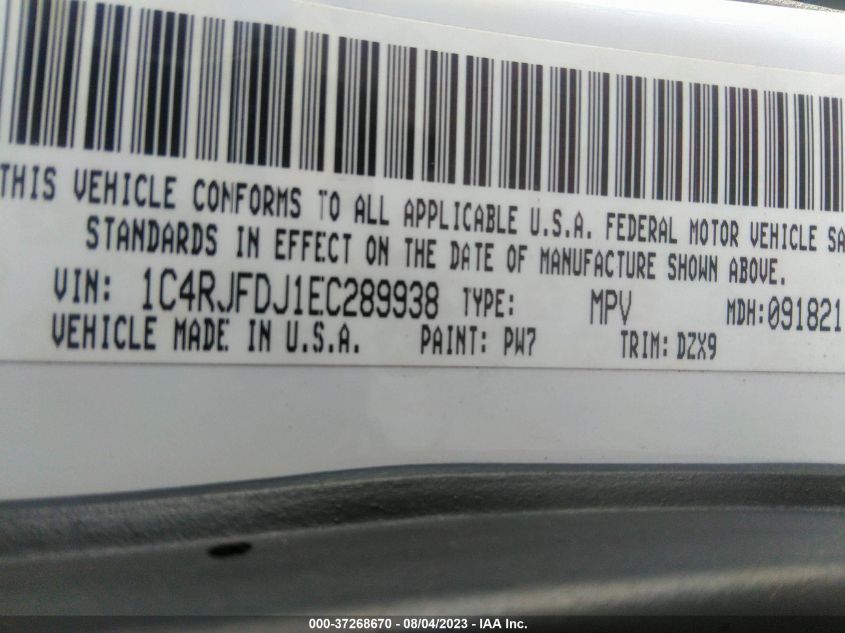 THIS VEHICLE CONFORMS TO ALL APPLICABLE U.S.A. FEDERAL MOTOR VEHICLE SA
STANDARDS IN EFFECT ON THE DATE OF MANUFACTURE SHOWN ABOVE.
VIN: 1C4RJFDJ1EC289938 TYPE: MPV MDH:091821
VEHICLE MADE IN U.S.A. PAINT: PW7 TRIM: DZX9
000-37268670 - 08/04/2023 - IAA Inc.